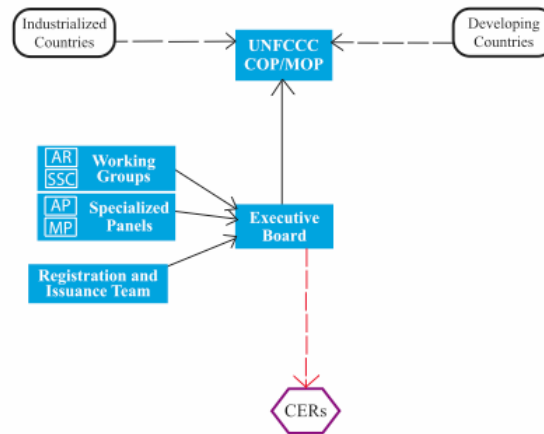 Industrialized
Countries
UNFCCC
COP/MOP
Developing
Countries
AR
SSC
Working
Groups
AP
MP
Specialized
Panels
Executive
Board
Registration and
Issuance Team
CERs